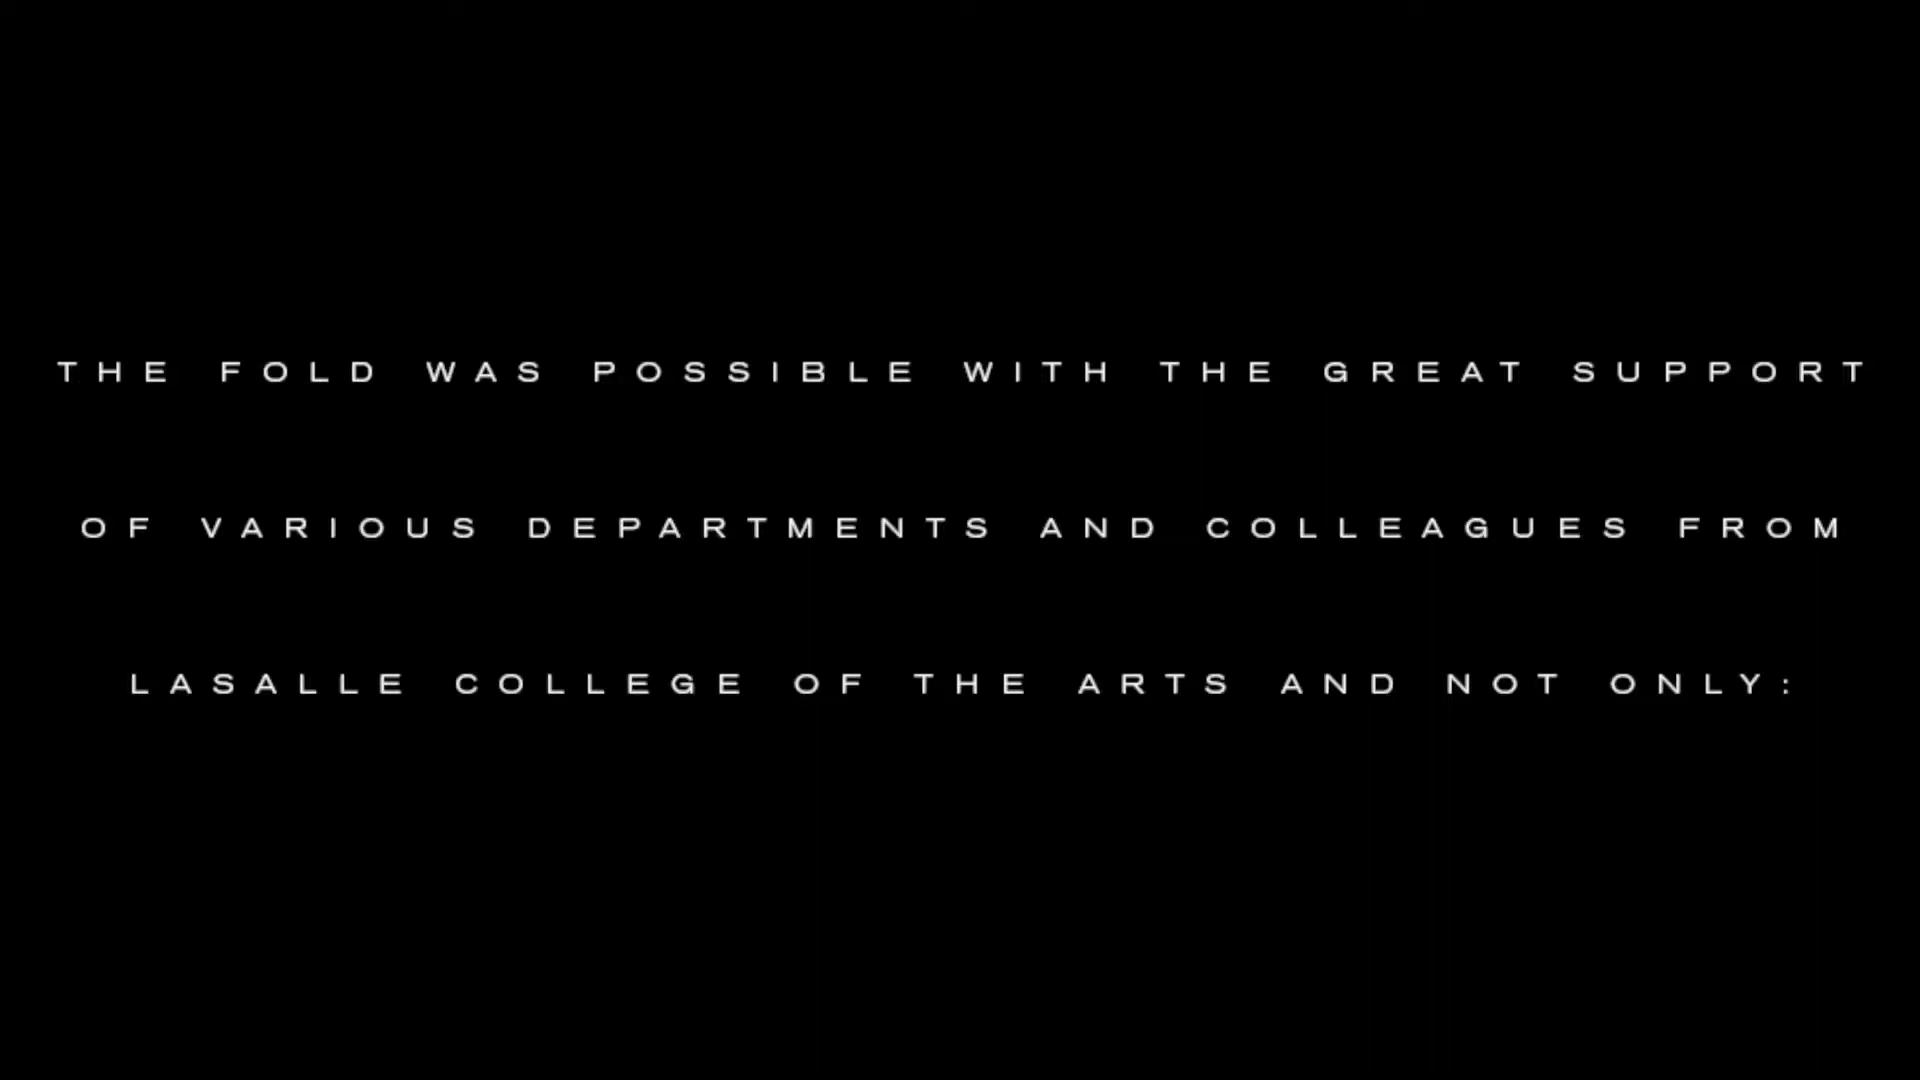 THE FOLD WAS POSSIBLE WITH THE GREAT SUPPORT
OF VARIOUS DEPARTMENTS AND COLLEAGUES FROM
LASALLE COLLEGE OF THE ARTS AND NOT ONLY: